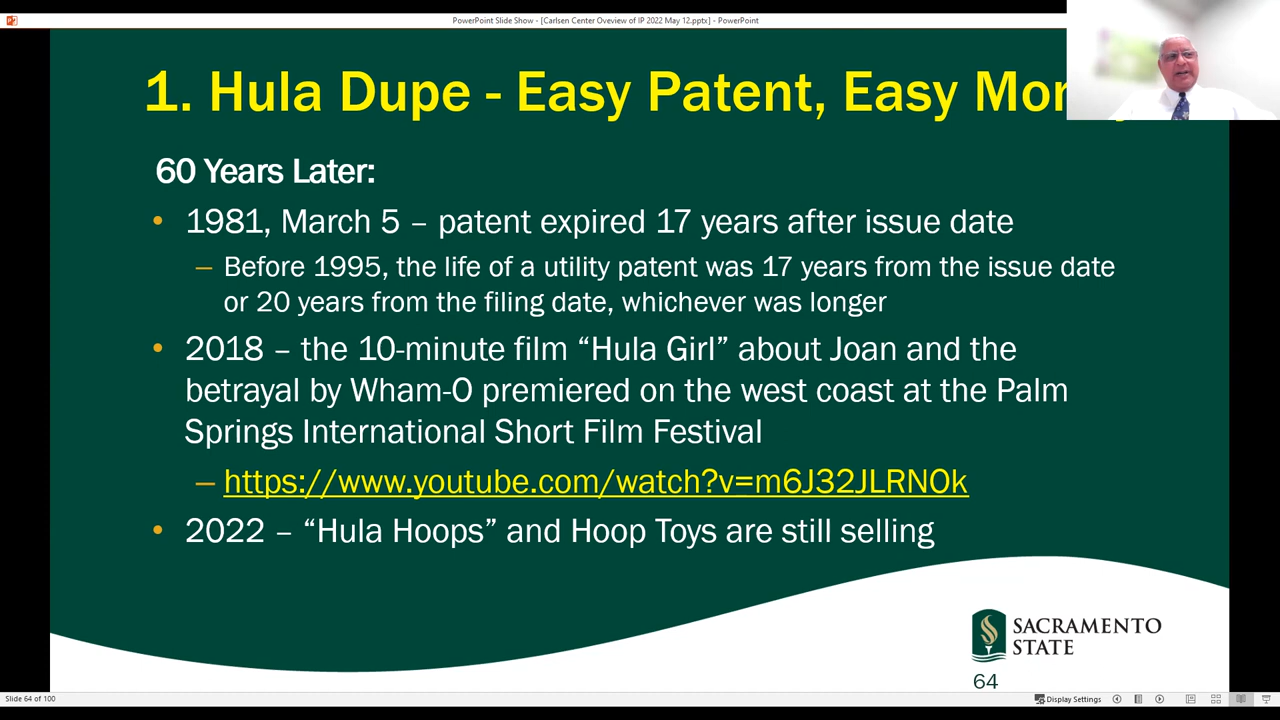 PowerPoint Slide Show - [Carlsen Center Oveview of IP 2022 May 12.pptx] - PowerPoint
1. Hula Dupe - Easy Patent, Easy
60 Years Later:
• 1981, March 5 – patent expired 17 years after issue date
– Before 1995, the life of a utility patent was 17 years from the issue date
or 20 years from the filing date, whichever was longer
• 2018 – the 10-minute film “Hula Girl” about Joan and the
betrayal by Wham-O premiered on the west coast at the Palm
Springs International Short Film Festival
– https://www.youtube.com/watch?v=m6J32JLRNOk
• 2022 – “Hula Hoops” and Hoop Toys are still selling
SACRAMENTO
STATE
64
Slide 64 of 100
Display Settings